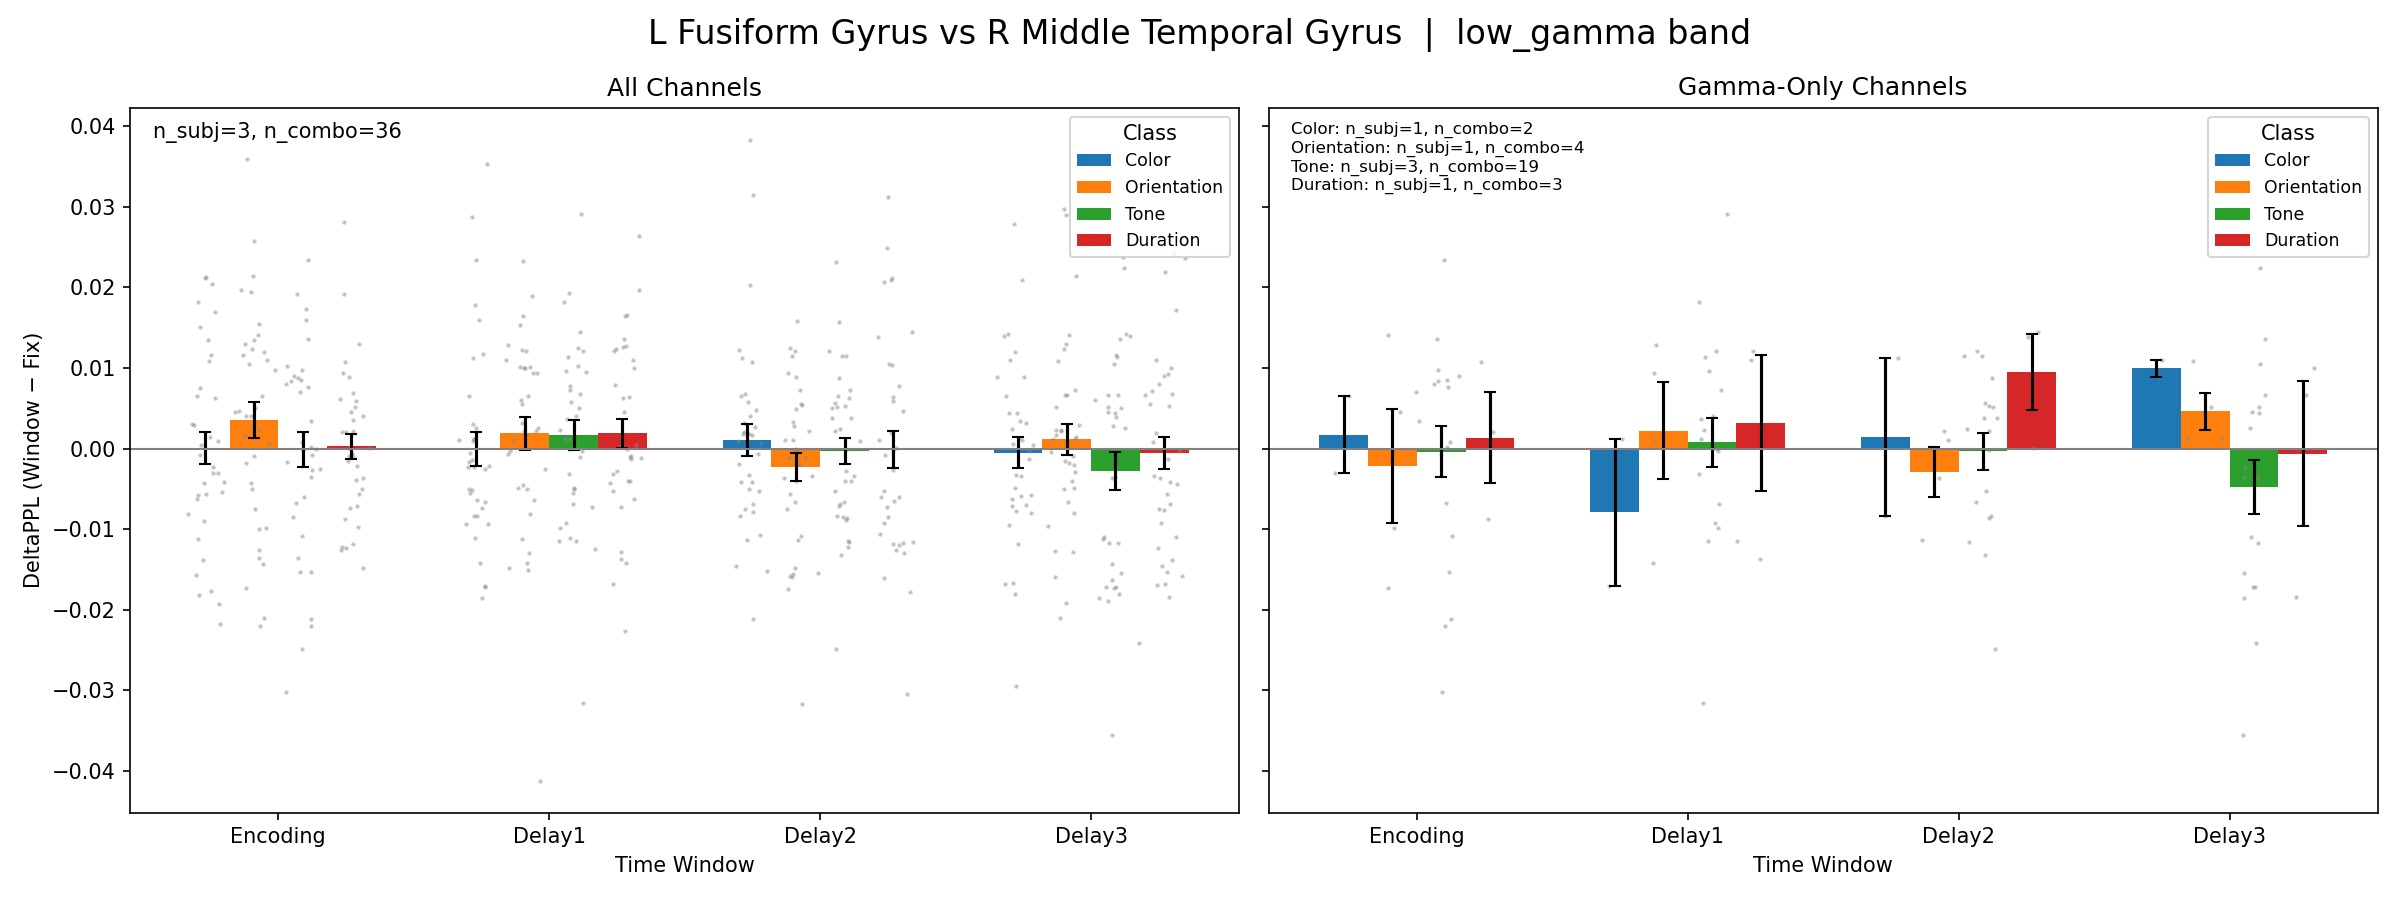 L Fusiform Gyrus vs R Middle Temporal Gyrus | low_gamma band
All Channels
n_subj=3, n_combo=36
Class
Color
Orientation
Tone
Duration
0.04
0.03
0.02
0.01
0.00
−0.01
−0.02
−0.03
−0.04
DeltaPPL (Window − Fix)
Encoding
Delay1
Delay2
Delay3
Time Window
Gamma-Only Channels
Color: n_subj=1, n_combo=2
Orientation: n_subj=1, n_combo=4
Tone: n_subj=3, n_combo=19
Duration: n_subj=1, n_combo=3
Class
Color
Orientation
Tone
Duration
Encoding
Delay1
Delay2
Delay3
Time Window